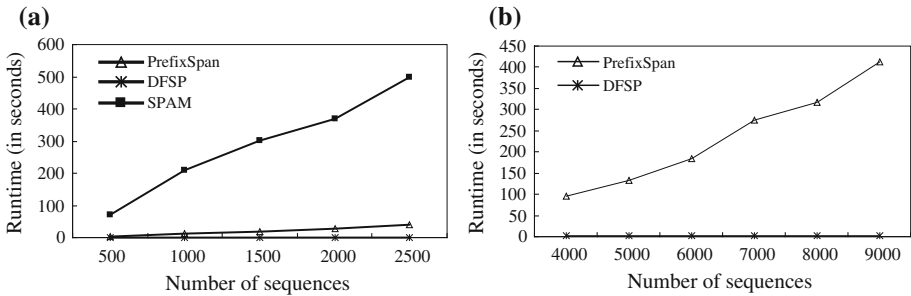 (a)
Runtime (in seconds)
600
500
400
300
200
100
0
PrefixSpan
DFSP
SPAM
500 1000 1500 2000 2500
Number of sequences
(b)
Runtime (in seconds)
450
400
350
300
250
200
150
100
50
0
PrefixSpan
DFSP
4000 5000 6000 7000 8000 9000
Number of sequences